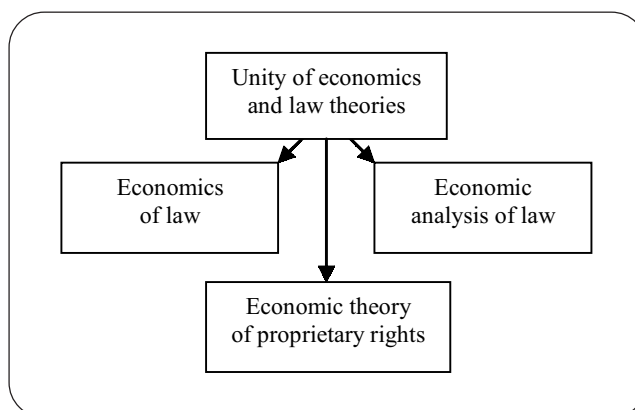 Unity of economics
and law theories
Economics
of law
Economic
analysis of law
Economic theory
of proprietary rights